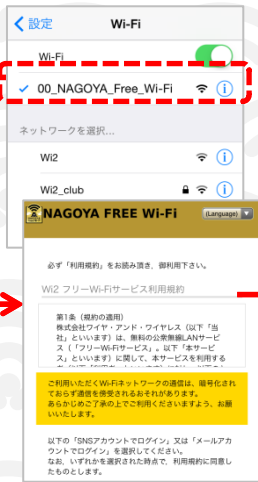 設定
Wi-Fi
Wi-Fi
00_NAGOYA_Free_Wi-Fi
ネットワークを選択...
Wi2
Wi2_club
NAGOYA FREE Wi-Fi
(Language)
必ず「利用規約」をお読み頂き、御利用下さい。
Wi2 フリーWi-Fiサービス利用規約
第1条（規約の適用）
株式会社ワイヤ・アンド・ワイヤレス（以下「当
社」といいます）は、無料の公衆無線LANサービ
ス（「フリーWi-Fiサービス」。以下「本サービ
ス」といいます）に関して、本サービスを利用する
ご利用いただくWi-Fiネットワークの通信は、暗号化され
ておらず通信を傍受されるおそれがあります。
あらかじめご了承の上でご利用くださいますよう、お願
いいたします。
以下の「SNSアカウントでログイン」又は「メールアカ
ウントでログイン」を選択してください。
なお、いずれかを選択された時点で、利用規約に同意し
たものとします。